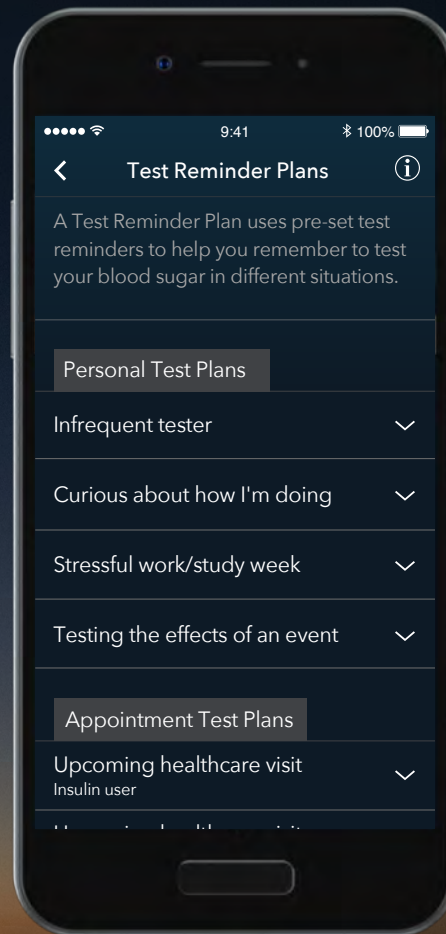 9:41
100%
Test Reminder Plans
A Test Reminder Plan uses pre-set test
reminders to help you remember to test
your blood sugar in different situations.
Personal Test Plans
Infrequent tester
Curious about how I'm doing
Stressful work/study week
Testing the effects of an event
Appointment Test Plans
Upcoming healthcare visit
Insulin user